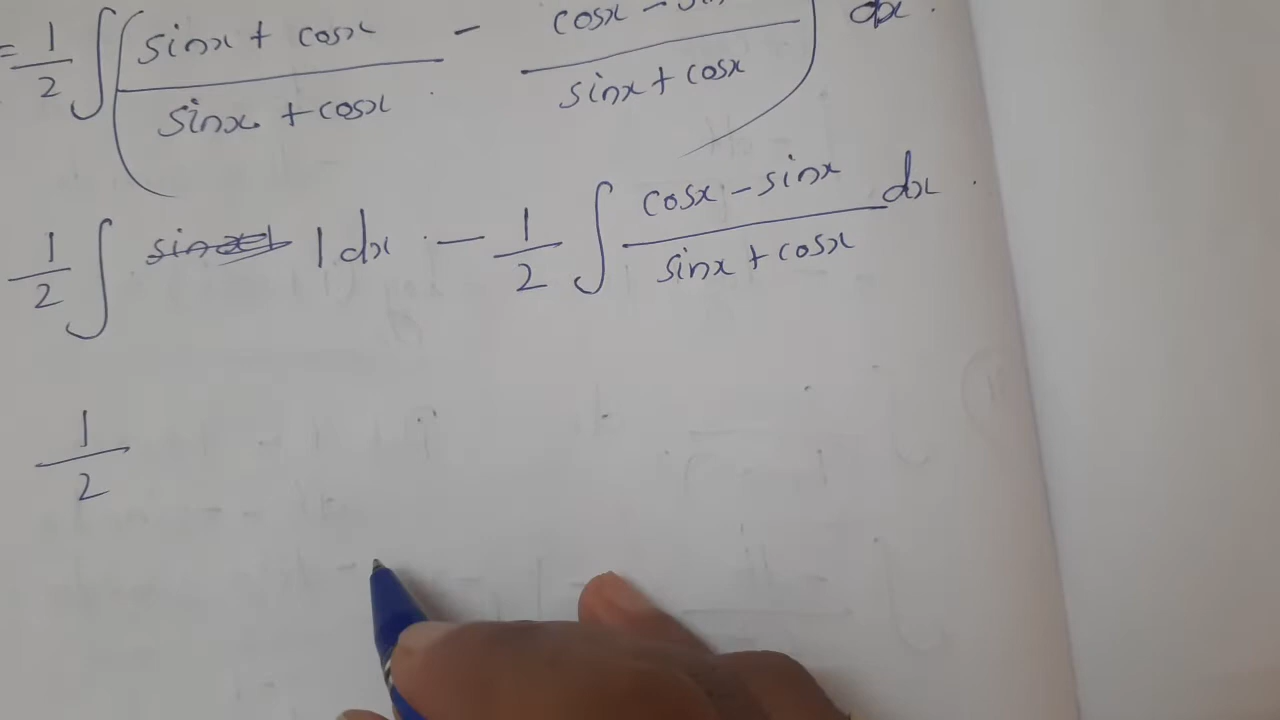 = 1/2 ∫ ( (sinx + cosx)/(sinx + cosx) - (cosx - sin)/(sinx + cosx) ) dx.
1/2 ∫ 1 dx - 1/2 ∫ (cosx - sinx)/(sinx + cosx) dx.
1/2